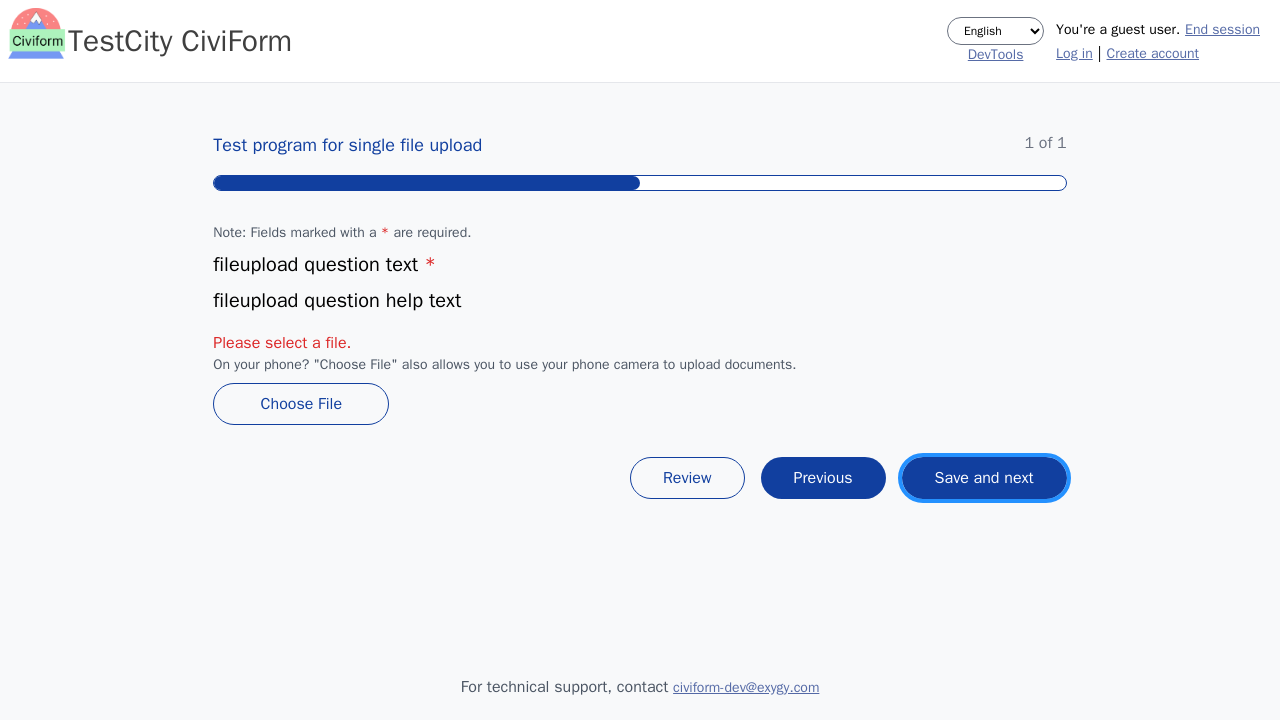 Civiform
TestCity CiviForm
English
DevTools
You're a guest user. End session
Log in | Create account
Test program for single file upload
1 of 1
Note: Fields marked with a * are required.
fileupload question text *
fileupload question help text
Please select a file.
On your phone? "Choose File" also allows you to use your phone camera to upload documents.
Choose File
Review
Previous
Save and next
For technical support, contact civiform-dev@exygy.com